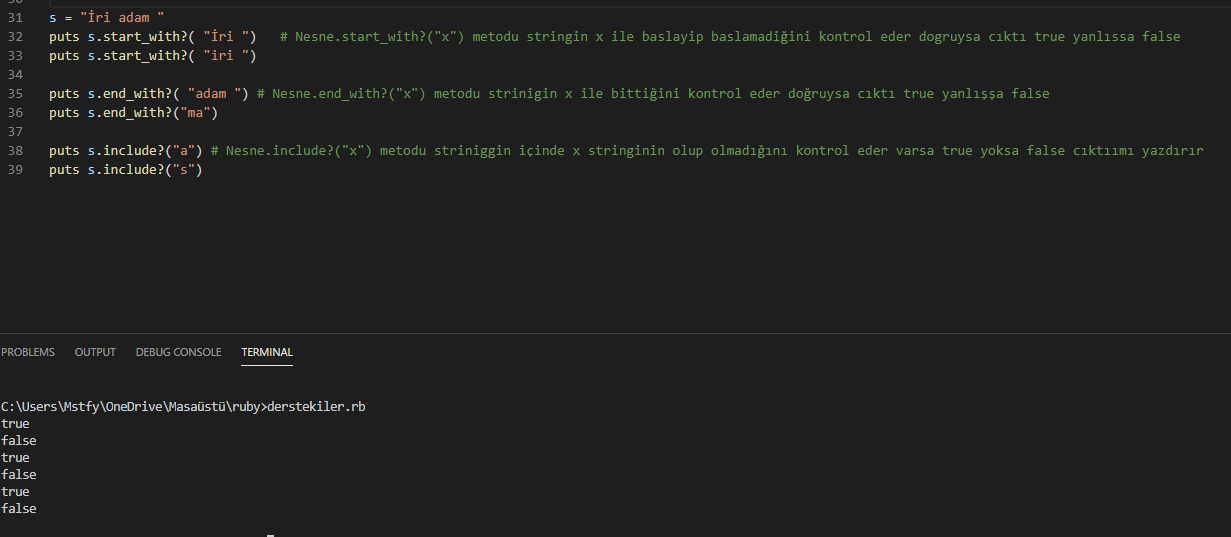 31 s = "İri adam "
32 puts s.start_with?( "İri ") # Nesne.start_with?("x") metodu stringin x ile baslayip baslamadiğini kontrol eder dogruysa cıktı true yanlıssa false
33 puts s.start_with?( "iri ")
34
35 puts s.end_with?( "adam ") # Nesne.end_with?("x") metodu strinigin x ile bittiğini kontrol eder doğruysa cıktı true yanlışşa false
36 puts s.end_with?("ma")
37
38 puts s.include?("a") # Nesne.include?("x") metodu striniggin içinde x stringinin olup olmadığını kontrol eder varsa true yoksa false cıktıımı yazdırır
39 puts s.include?("s")
PROBLEMS OUTPUT DEBUG CONSOLE TERMINAL
C:\Users\Mstfy\OneDrive\Masaüstü\ruby>derstekiler.rb
true
false
true
false
true
false